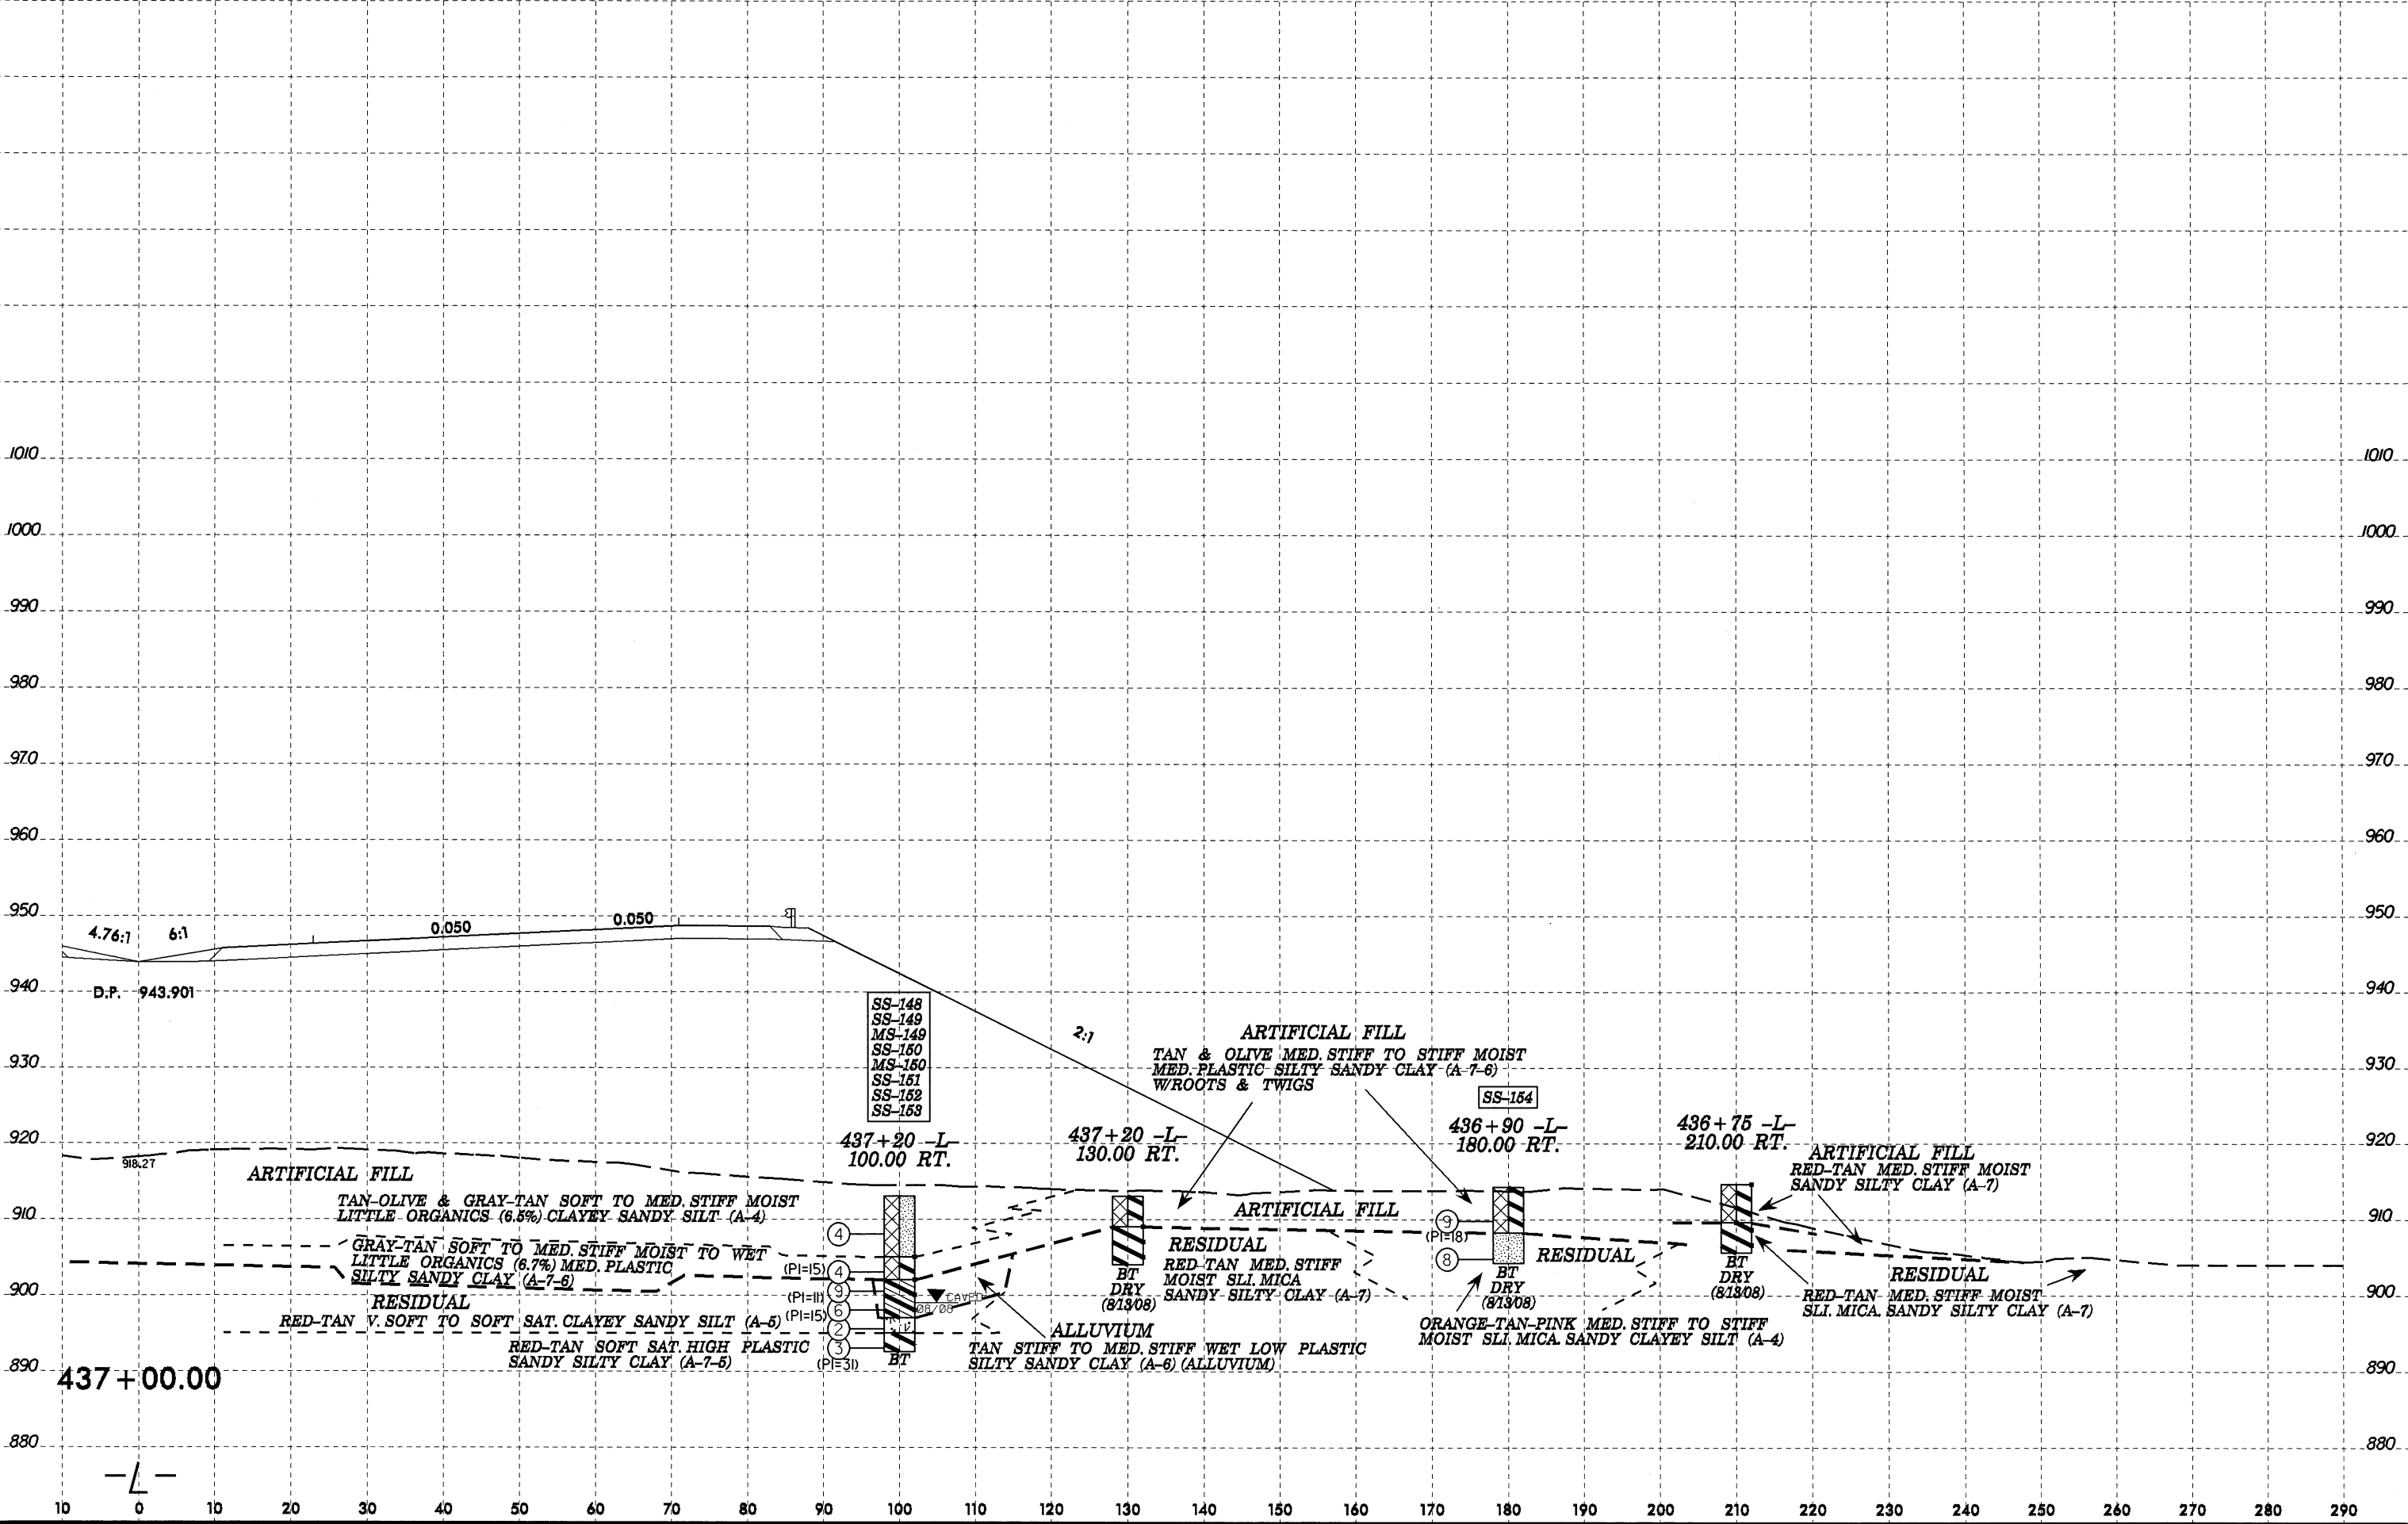 1010 1010
1000 1000
990 990
980 980
970 970
960 960
950 950
4.76:1 6:1 0.050 0.050
940 940
D.P. 943.901
SS-148
SS-149
MS-149
SS-150
MS-150
SS-151
SS-152
SS-153
2:1
930 930
ARTIFICIAL FILL
TAN & OLIVE MED. STIFF TO STIFF MOIST
MED. PLASTIC SILTY SANDY CLAY (A-7-6)
W/ROOTS & TWIGS
SS-154
920 920
437+20 -L-
100.00 RT.
437+20 -L-
130.00 RT.
436+90 -L-
180.00 RT.
436+75 -L-
210.00 RT.
918.27
ARTIFICIAL FILL
TAN-OLIVE & GRAY-TAN SOFT TO MED. STIFF MOIST
LITTLE ORGANICS (6.5%) CLAYEY SANDY SILT (A-4)
ARTIFICIAL FILL
RED-TAN MED. STIFF MOIST
SANDY SILTY CLAY (A-7)
910 910
ARTIFICIAL FILL
4
GRAY-TAN SOFT TO MED. STIFF MOIST TO WET
LITTLE ORGANICS (6.7%) MED. PLASTIC
SILTY SANDY CLAY (A-7-6)
(PI=15) 4
9
(PI=18)
8
RESIDUAL
RED-TAN MED. STIFF
MOIST SLI. MICA
SANDY SILTY CLAY (A-7)
RESIDUAL
RESIDUAL
900 900
RESIDUAL
RED-TAN V. SOFT TO SOFT SAT. CLAYEY SANDY SILT (A-5)
(PI=11) 9
(PI=15) 6
2
3
(PI=31)
CAVED
08/08
BT
DRY
(8/13/08)
BT
DRY
(8/13/08)
BT
DRY
(8/13/08)
RED-TAN MED. STIFF MOIST
SLI. MICA. SANDY SILTY CLAY (A-7)
ORANGE-TAN-PINK MED. STIFF TO STIFF
MOIST SLI. MICA. SANDY CLAYEY SILT (A-4)
ALLUVIUM
TAN STIFF TO MED. STIFF WET LOW PLASTIC
SILTY SANDY CLAY (A-6) (ALLUVIUM)
RED-TAN SOFT SAT. HIGH PLASTIC
SANDY SILTY CLAY (A-7-5)
BT
890 890
437+00.00
880 880
-L-
10 0 10 20 30 40 50 60 70 80 90 100 110 120 130 140 150 160 170 180 190 200 210 220 230 240 250 260 270 280 290